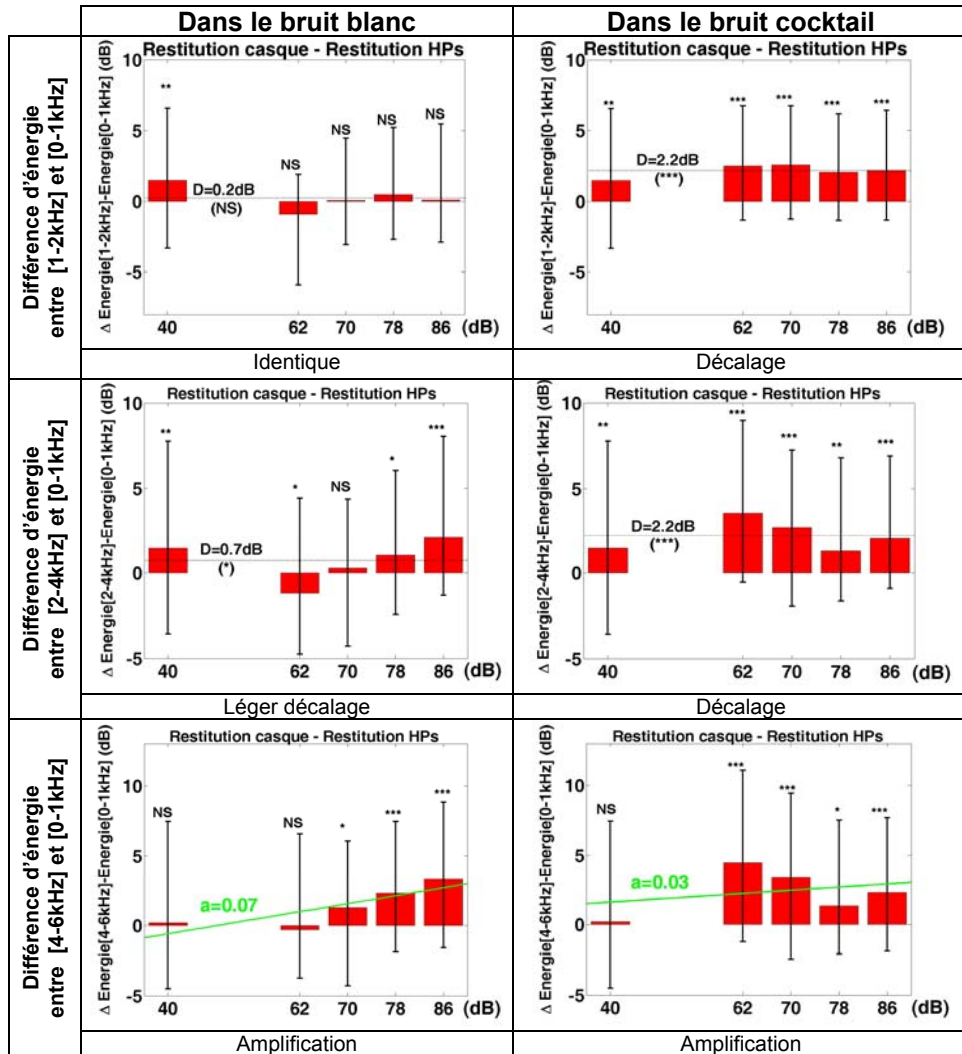 Dans le bruit blanc
Dans le bruit cocktail
Différence d'énergie
entre [1-2kHz] et [0-1kHz]
Restitution casque - Restitution HPs
Δ Energie[1-2kHz]-Energie[0-1kHz] (dB)
10
5
0
-5
**
NS
NS
NS
NS
D=0.2dB
(NS)
40 62 70 78 86 (dB)
Identique
Restitution casque - Restitution HPs
Δ Energie[1-2kHz]-Energie[0-1kHz] (dB)
10
5
0
-5
**
***
***
***
***
D=2.2dB
(***)
40 62 70 78 86 (dB)
Décalage
Différence d'énergie
entre [2-4kHz] et [0-1kHz]
Restitution casque - Restitution HPs
Δ Energie[2-4kHz]-Energie[0-1kHz] (dB)
10
5
0
-5
**
*
NS
*
***
D=0.7dB
(*)
40 62 70 78 86 (dB)
Léger décalage
Restitution casque - Restitution HPs
Δ Energie[2-4kHz]-Energie[0-1kHz] (dB)
10
5
0
-5
**
***
***
**
***
D=2.2dB
(***)
40 62 70 78 86 (dB)
Décalage
Différence d'énergie
entre [4-6kHz] et [0-1kHz]
Restitution casque - Restitution HPs
Δ Energie[4-6kHz]-Energie[0-1kHz] (dB)
10
5
0
-5
NS
NS
*
***
***
a=0.07
40 62 70 78 86 (dB)
Amplification
Restitution casque - Restitution HPs
Δ Energie[4-6kHz]-Energie[0-1kHz] (dB)
10
5
0
-5
NS
***
***
*
***
a=0.03
40 62 70 78 86 (dB)
Amplification